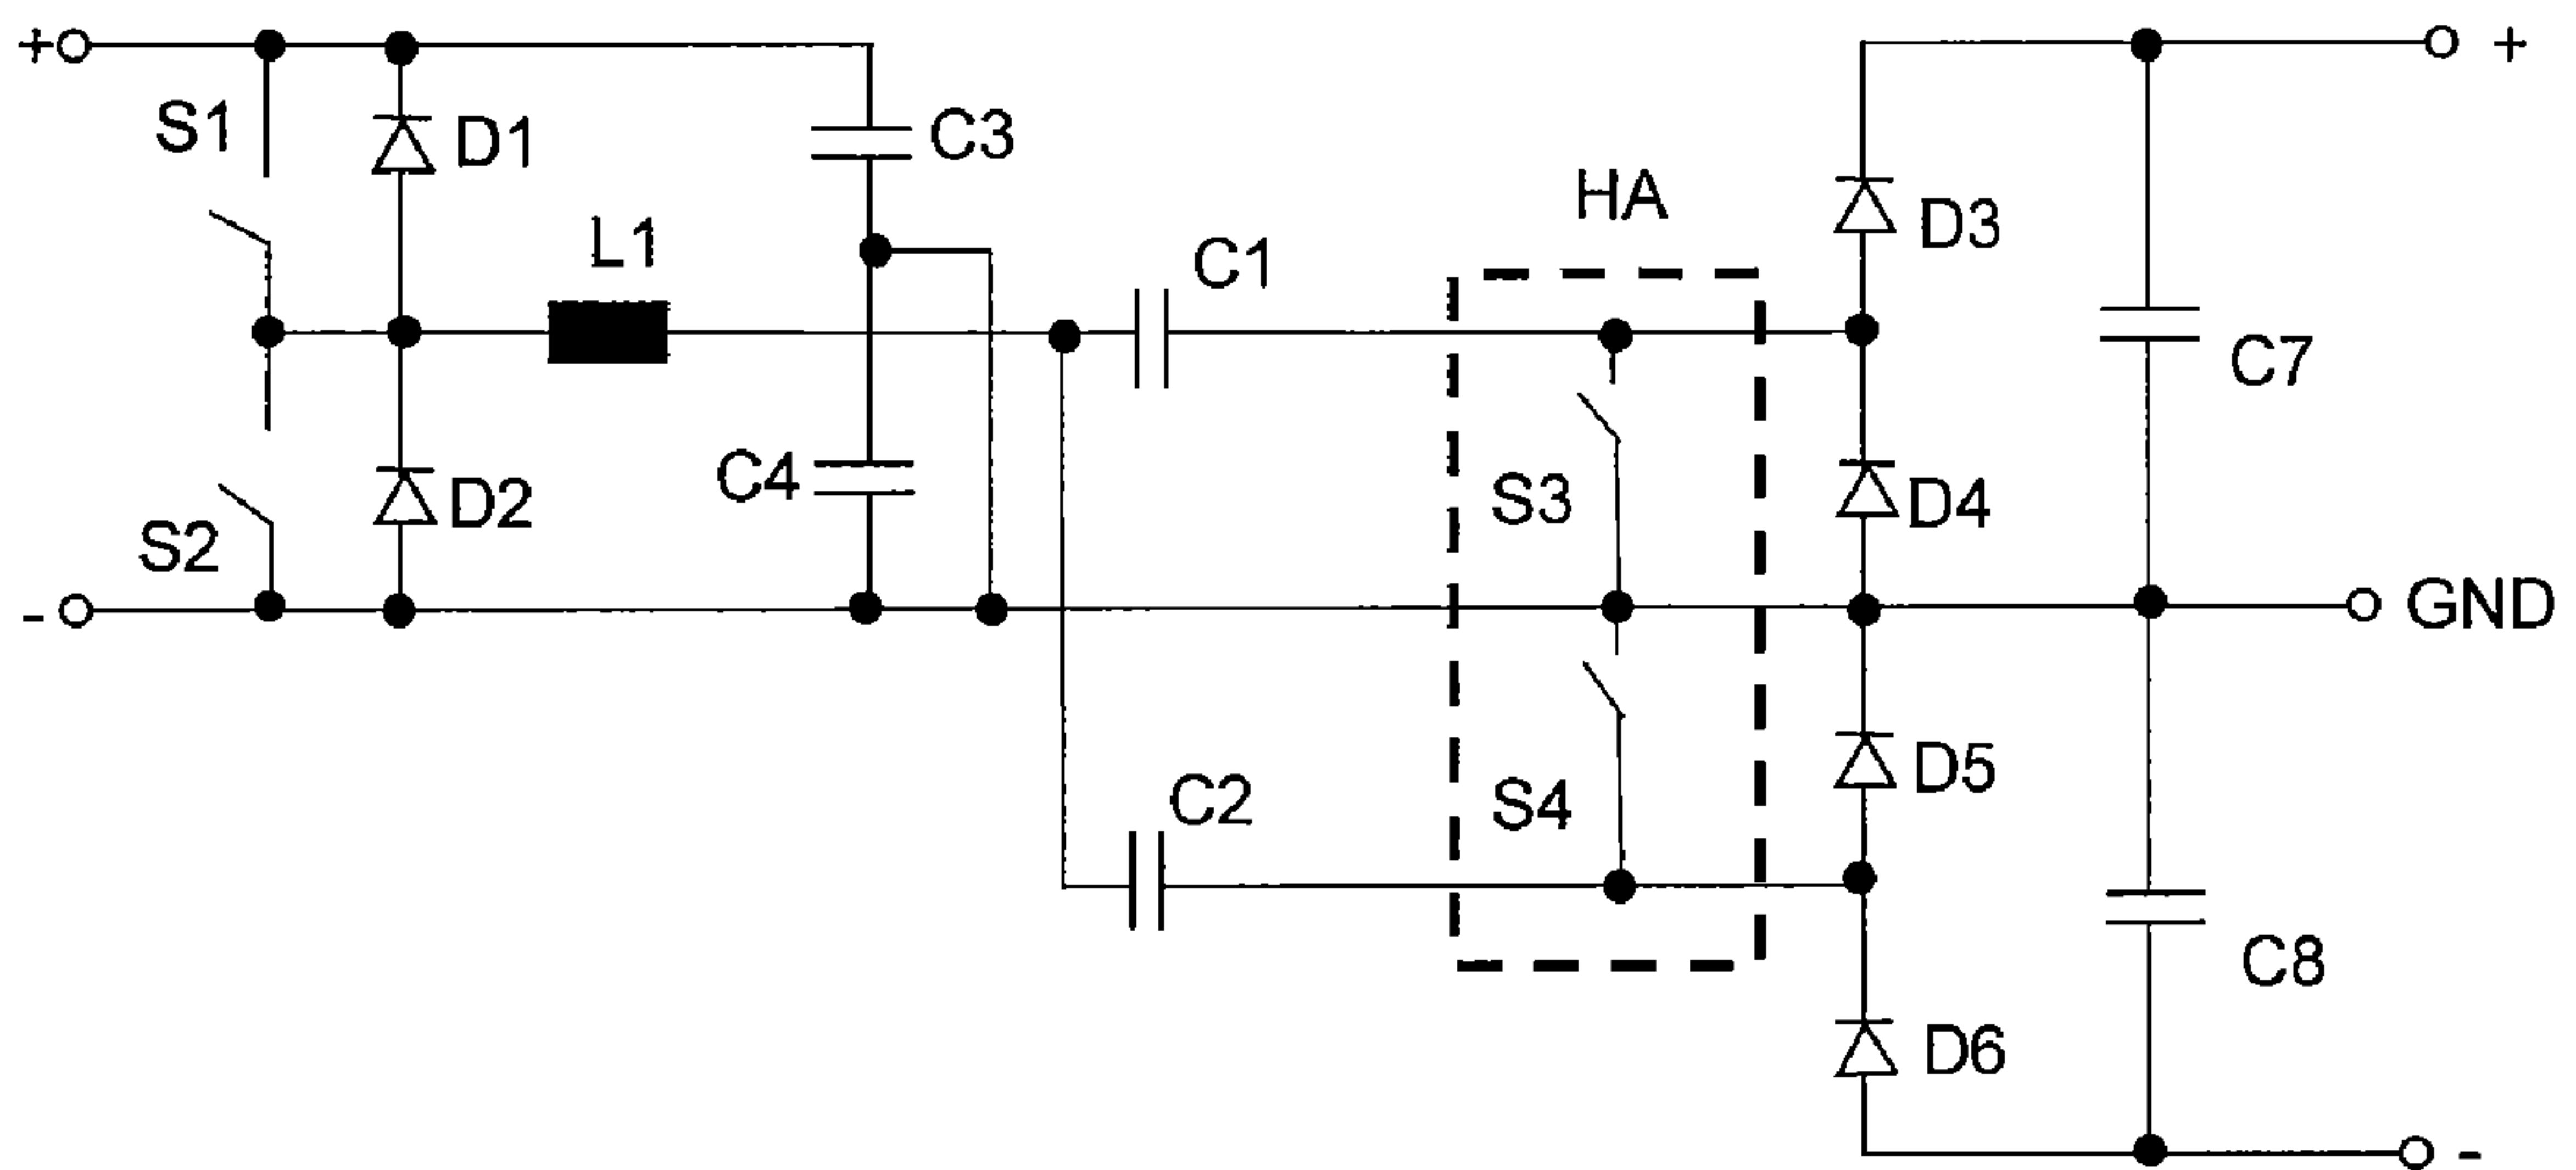 + +
S1 D1 C3
HA
D3
L1 C1
C7
C4 S3 D4
S2 D2
- GND
D5
C2 S4
C8
D6
-